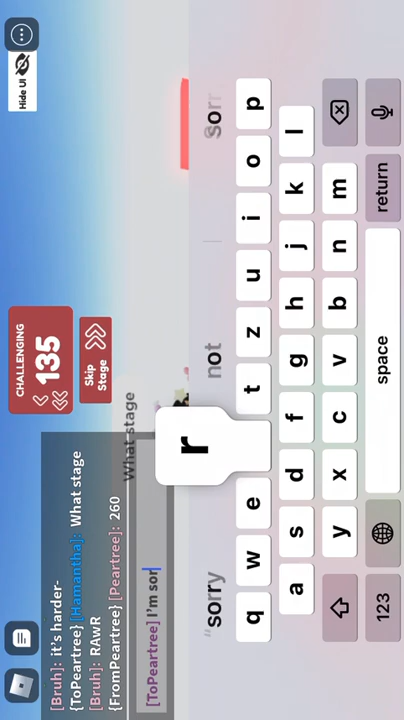 Hide UI
CHALLENGING
135
Skip
Stage
[Bruh]: it's harder-
{ToPeartree} [Hamantha]: What stage
[Bruh]: RAwR
{FromPeartree} [Peartree]: 260
What stage
[ToPeartree] I'm sor
"sorry
not
sorr
q w e r t z u i o p
a s d f g h j k l
y x c v b n m
123 space return